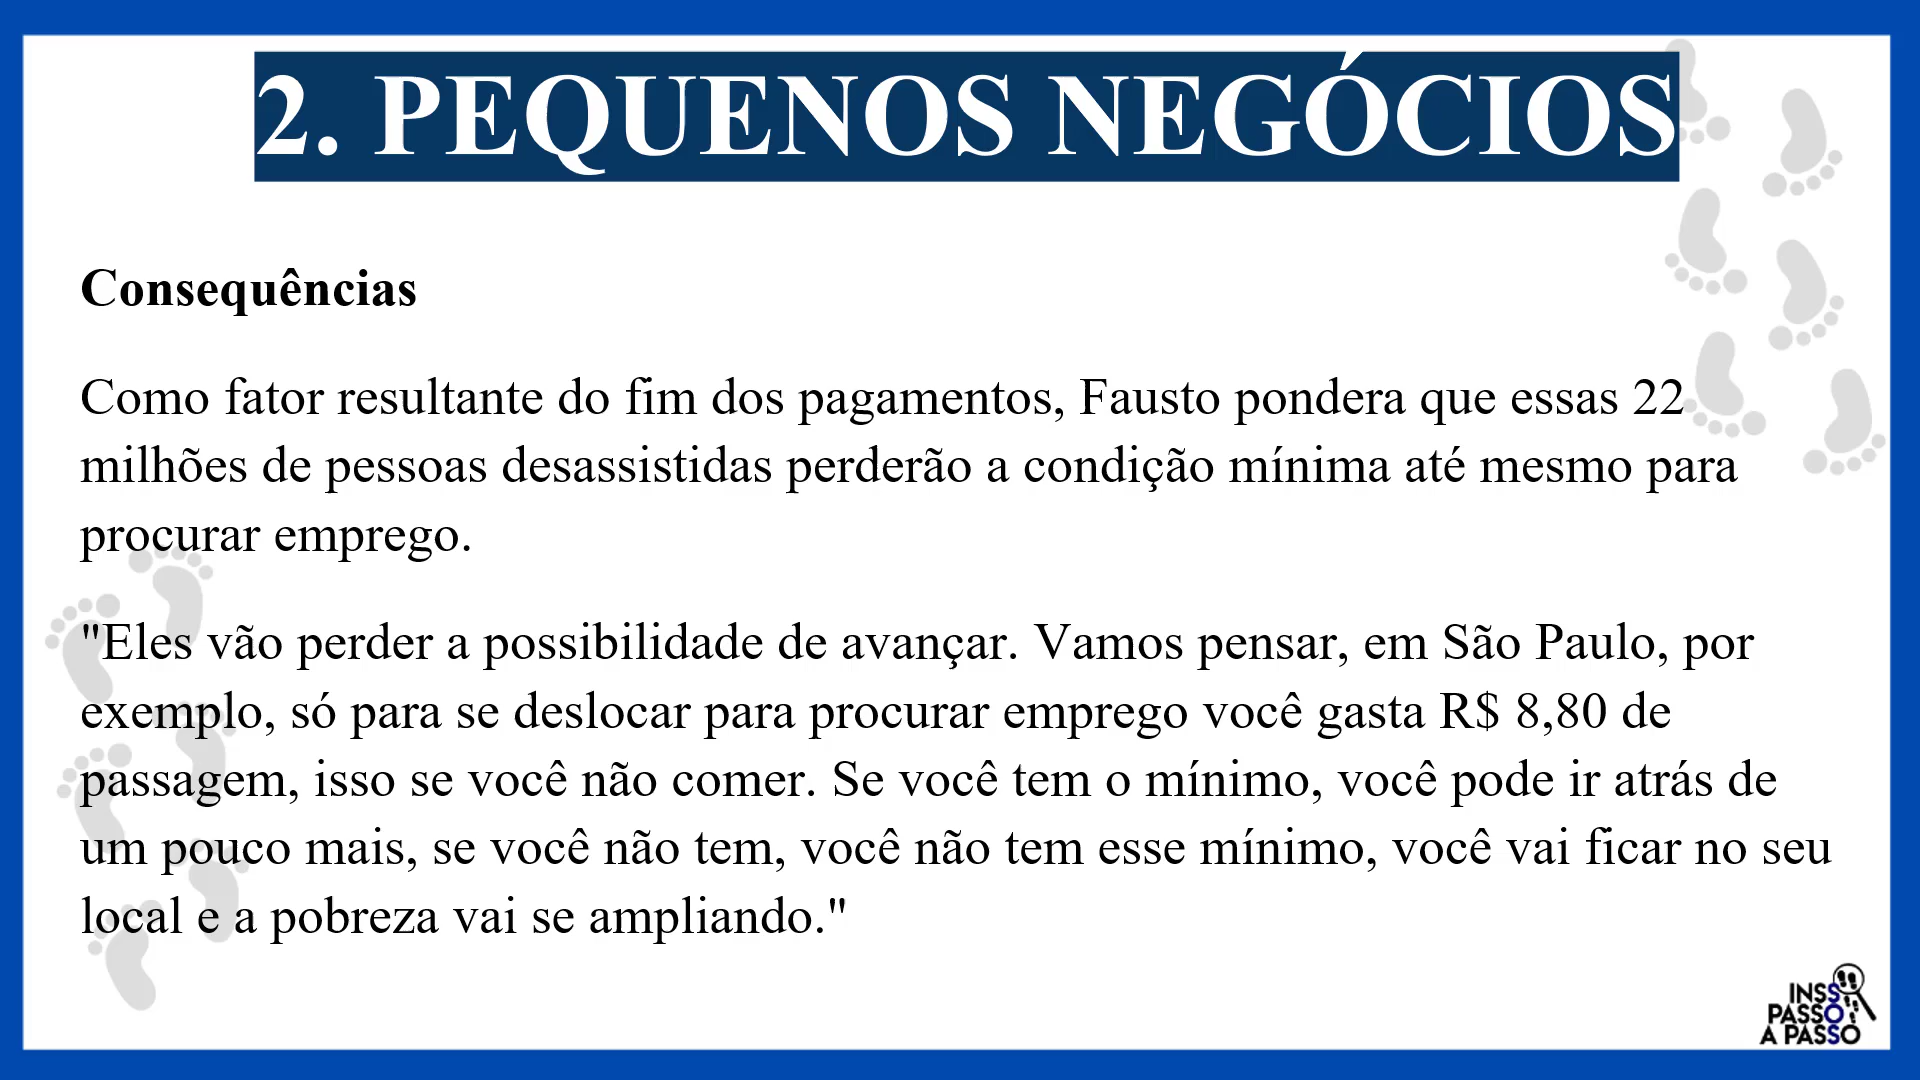 2. PEQUENOS NEGÓCIOS
Consequências
Como fator resultante do fim dos pagamentos, Fausto pondera que essas 22
milhões de pessoas desassistidas perderão a condição mínima até mesmo para
procurar emprego.
"Eles vão perder a possibilidade de avançar. Vamos pensar, em São Paulo, por
exemplo, só para se deslocar para procurar emprego você gasta R$ 8,80 de
passagem, isso se você não comer. Se você tem o mínimo, você pode ir atrás de
um pouco mais, se você não tem, você não tem esse mínimo, você vai ficar no seu
local e a pobreza vai se ampliando."
INSS
PASSO
A PASSO